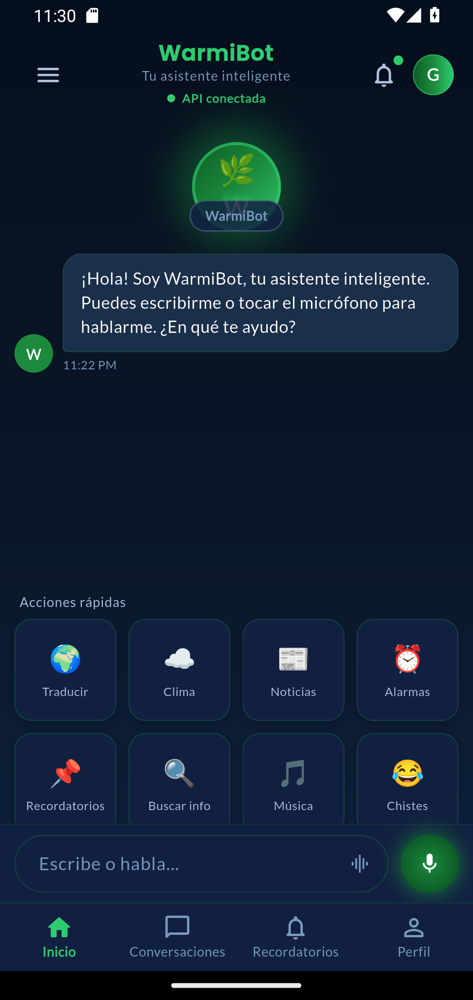 11:30
WarmiBot
Tu asistente inteligente
API conectada
G
W
WarmiBot
¡Hola! Soy WarmiBot, tu asistente inteligente.
Puedes escribirme o tocar el micrófono para
hablarme. ¿En qué te ayudo?
W
11:22 PM
Acciones rápidas
Traducir
Clima
Noticias
Alarmas
Recordatorios
Buscar info
Música
Chistes
Escribe o habla...
Inicio
Conversaciones
Recordatorios
Perfil